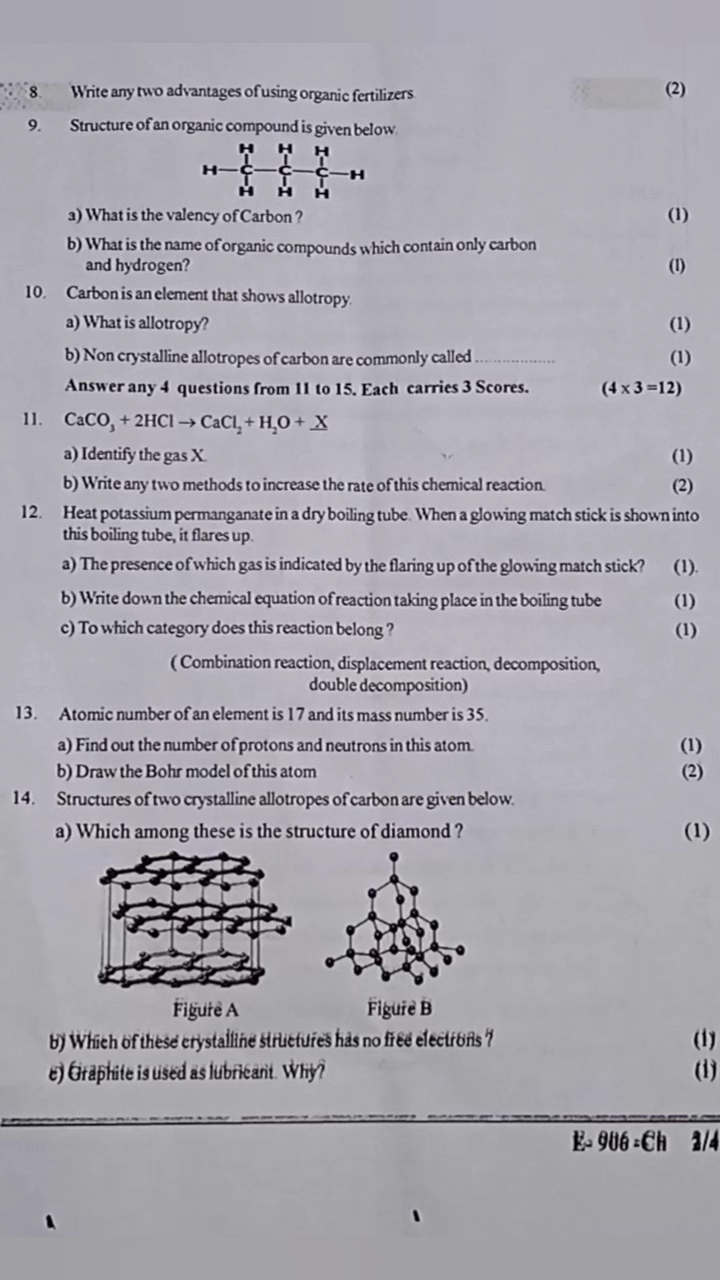 8. Write any two advantages of using organic fertilizers (2)
9. Structure of an organic compound is given below.
H H H
H—C—C—C—H
H H H
a) What is the valency of Carbon ? (1)
b) What is the name of organic compounds which contain only carbon
and hydrogen? (1)
10. Carbon is an element that shows allotropy.
a) What is allotropy? (1)
b) Non crystalline allotropes of carbon are commonly called ................ (1)
Answer any 4 questions from 11 to 15. Each carries 3 Scores. (4 x 3 =12)
11. CaCO₃ + 2HCl → CaCl₂ + H₂O + X
a) Identify the gas X. (1)
b) Write any two methods to increase the rate of this chemical reaction. (2)
12. Heat potassium permanganate in a dry boiling tube. When a glowing match stick is shown into
this boiling tube, it flares up.
a) The presence of which gas is indicated by the flaring up of the glowing match stick? (1).
b) Write down the chemical equation of reaction taking place in the boiling tube (1)
c) To which category does this reaction belong ? (1)
( Combination reaction, displacement reaction, decomposition,
double decomposition)
13. Atomic number of an element is 17 and its mass number is 35.
a) Find out the number of protons and neutrons in this atom. (1)
b) Draw the Bohr model of this atom (2)
14. Structures of two crystalline allotropes of carbon are given below.
a) Which among these is the structure of diamond ? (1)
Figure A Figure B
b) Which of these crystalline structures has no free electrons ? (1)
c) Graphite is used as lubricant. Why? (1)
E- 906 -Ch /4